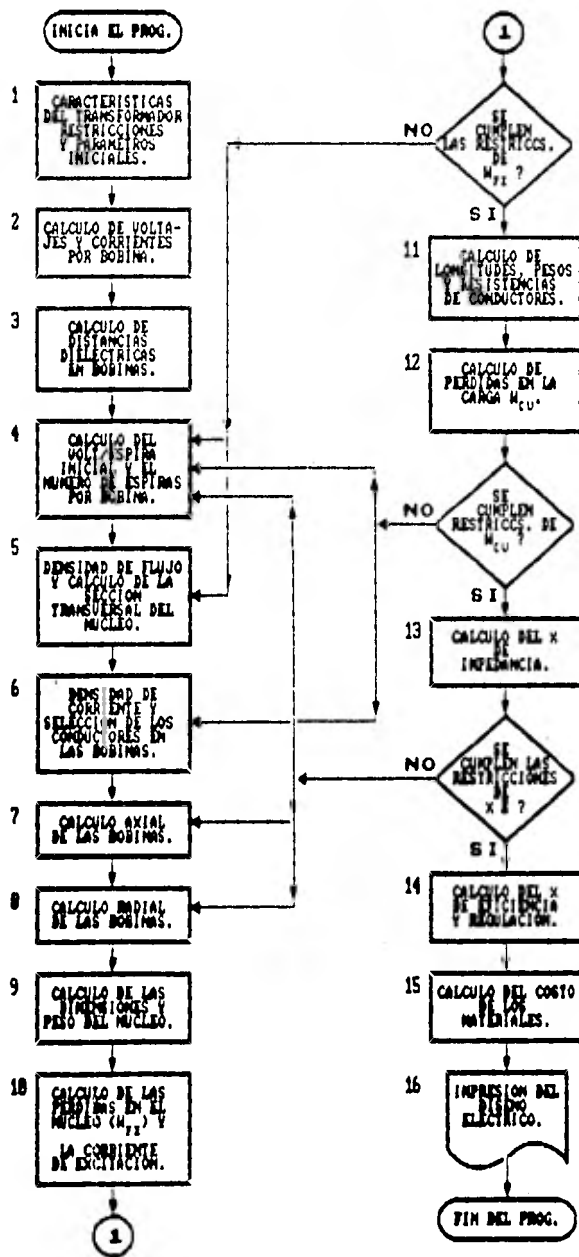 INICIA EL PROG.
1
CARACTERISTICAS
DEL TRANSFORMADOR
RESTRICCIONES
Y PARAMETROS
INICIALES.
2
CALCULO DE VOLTA-
JES Y CORRIENTES
POR BOBINA.
3
CALCULO DE
DISTANCIAS
DIELECTRICAS
EN BOBINAS.
4
CALCULO DEL
VOLT/ESPIRA
INICIAL Y EL
NUMERO DE ESPIRAS
POR BOBINA.
5
DENSIDAD DE FLUJO
Y CALCULO DE LA
SECCION
TRANSVERSAL DEL
NUCLEO.
6
DENSIDAD DE
CORRIENTE Y
SELECCION DE LOS
CONDUCTORES EN
LAS BOBINAS.
7
CALCULO AXIAL
DE LAS BOBINAS.
8
CALCULO RADIAL
DE LAS BOBINAS.
9
CALCULO DE LAS
DIMENSIONES Y
PESO DEL NUCLEO.
10
CALCULO DE LAS
PERDIDAS EN EL
NUCLEO (W_FI) Y
LA CORRIENTE
DE EXCITACION.
1
1
SE
CUMPLEN
LAS RESTRICCS.
DE
W_FI ?
NO
SI
11
CALCULO DE
LONGITUDES, PESOS
Y RESISTENCIAS
DE CONDUCTORES.
12
CALCULO DE
PERDIDAS EN LA
CARGA W_CU.
SE
CUMPLEN
RESTRICCS. DE
W_CU ?
NO
SI
13
CALCULO DEL %
DE
IMPEDANCIA.
SE
CUMPLEN LAS
RESTRICCIONES
DE
% Z ?
NO
SI
14
CALCULO DEL %
DE EFICIENCIA
Y REGULACION.
15
CALCULO DEL COSTO
DE LOS
MATERIALES.
16
IMPRESION DEL
DISEÑO
ELECTRICO.
FIN DEL PROG.